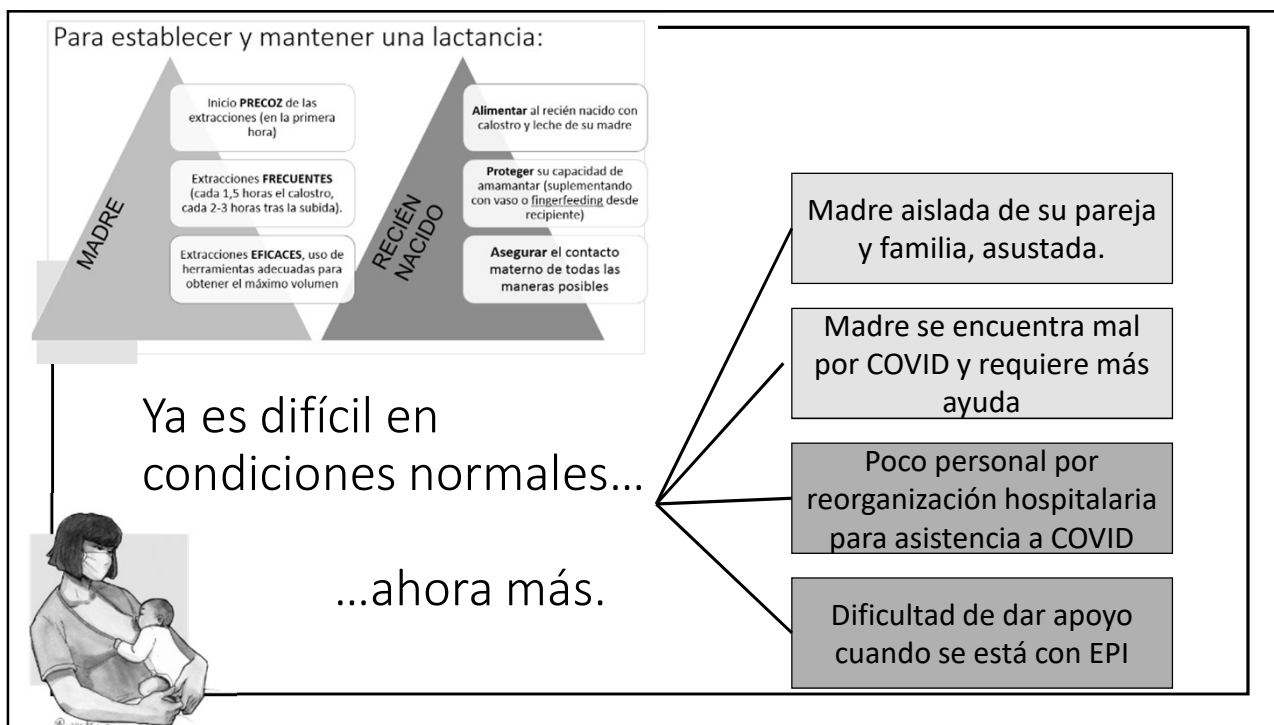 Para establecer y mantener una lactancia:
MADRE
Inicio PRECOZ de las
extracciones (en la primera
hora)
Extracciones FRECUENTES
(cada 1,5 horas el calostro,
cada 2-3 horas tras la subida).
Extracciones EFICACES, uso de
herramientas adecuadas para
obtener el máximo volumen
RECIÉN
NACIDO
Alimentar al recién nacido con
calostro y leche de su madre
Proteger su capacidad de
amamantar (suplementando
con vaso o fingerfeeding desde
recipiente)
Asegurar el contacto
materno de todas las
maneras posibles
Ya es difícil en
condiciones normales...
...ahora más.
Madre aislada de su pareja
y familia, asustada.
Madre se encuentra mal
por COVID y requiere más
ayuda
Poco personal por
reorganización hospitalaria
para asistencia a COVID
Dificultad de dar apoyo
cuando se está con EPI